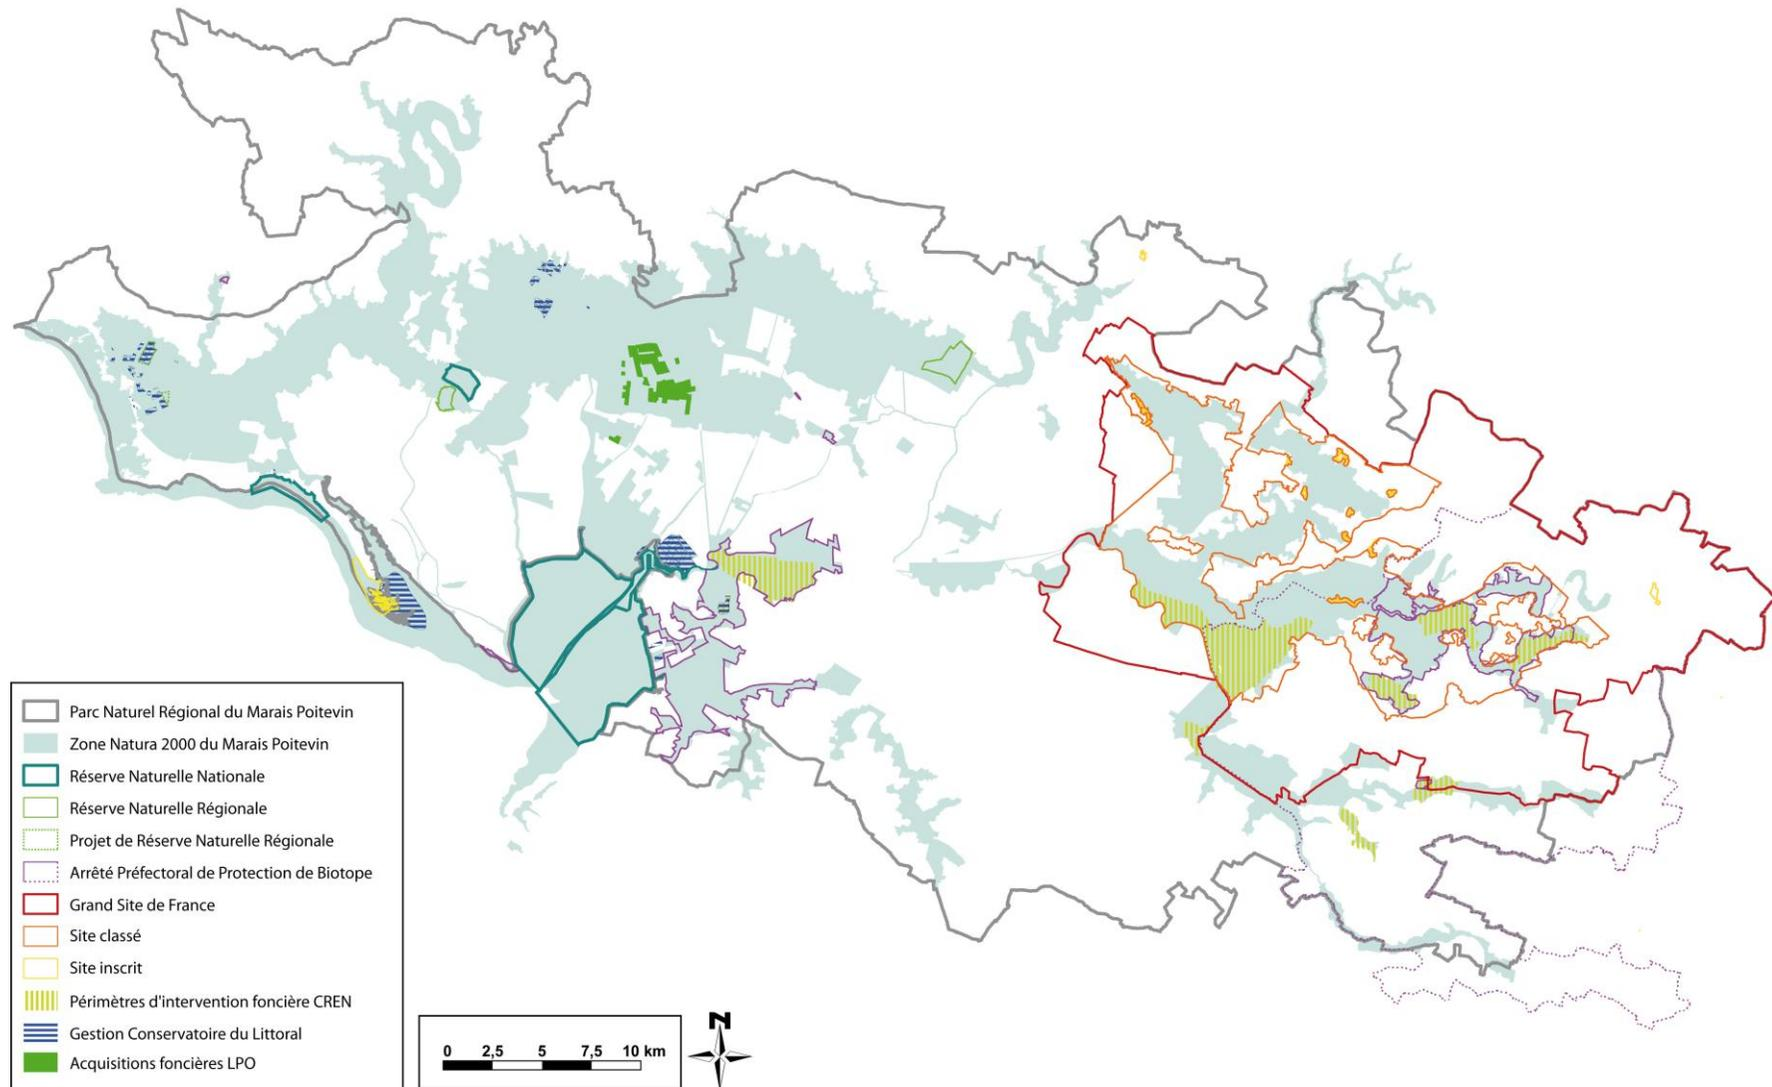 Parc Naturel Régional du Marais Poitevin
Zone Natura 2000 du Marais Poitevin
Réserve Naturelle Nationale
Réserve Naturelle Régionale
Projet de Réserve Naturelle Régionale
Arrêté Préfectoral de Protection de Biotope
Grand Site de France
Site classé
Site inscrit
Périmètres d'intervention foncière CREN
Gestion Conservatoire du Littoral
Acquisitions foncières LPO
0 2,5 5 7,5 10 km
N